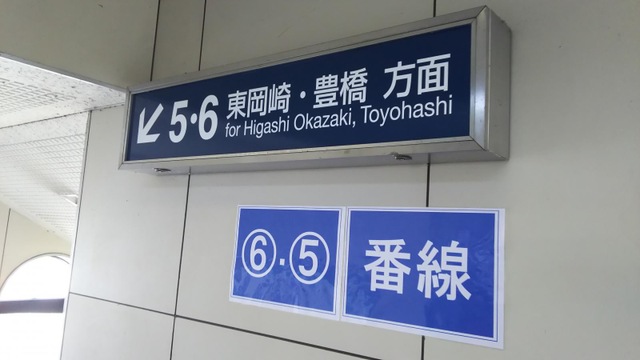 ↙ 5・6 東岡崎・豊橋 方面
for Higashi Okazaki, Toyohashi
⑥・⑤ 番線